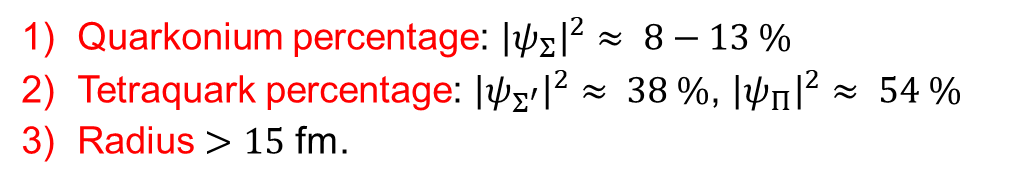 1) Quarkonium percentage: |ψ_Σ|² ≈ 8 – 13 %
2) Tetraquark percentage: |ψ_Σ′|² ≈ 38 %, |ψ_Π|² ≈ 54 %
3) Radius > 15 fm.